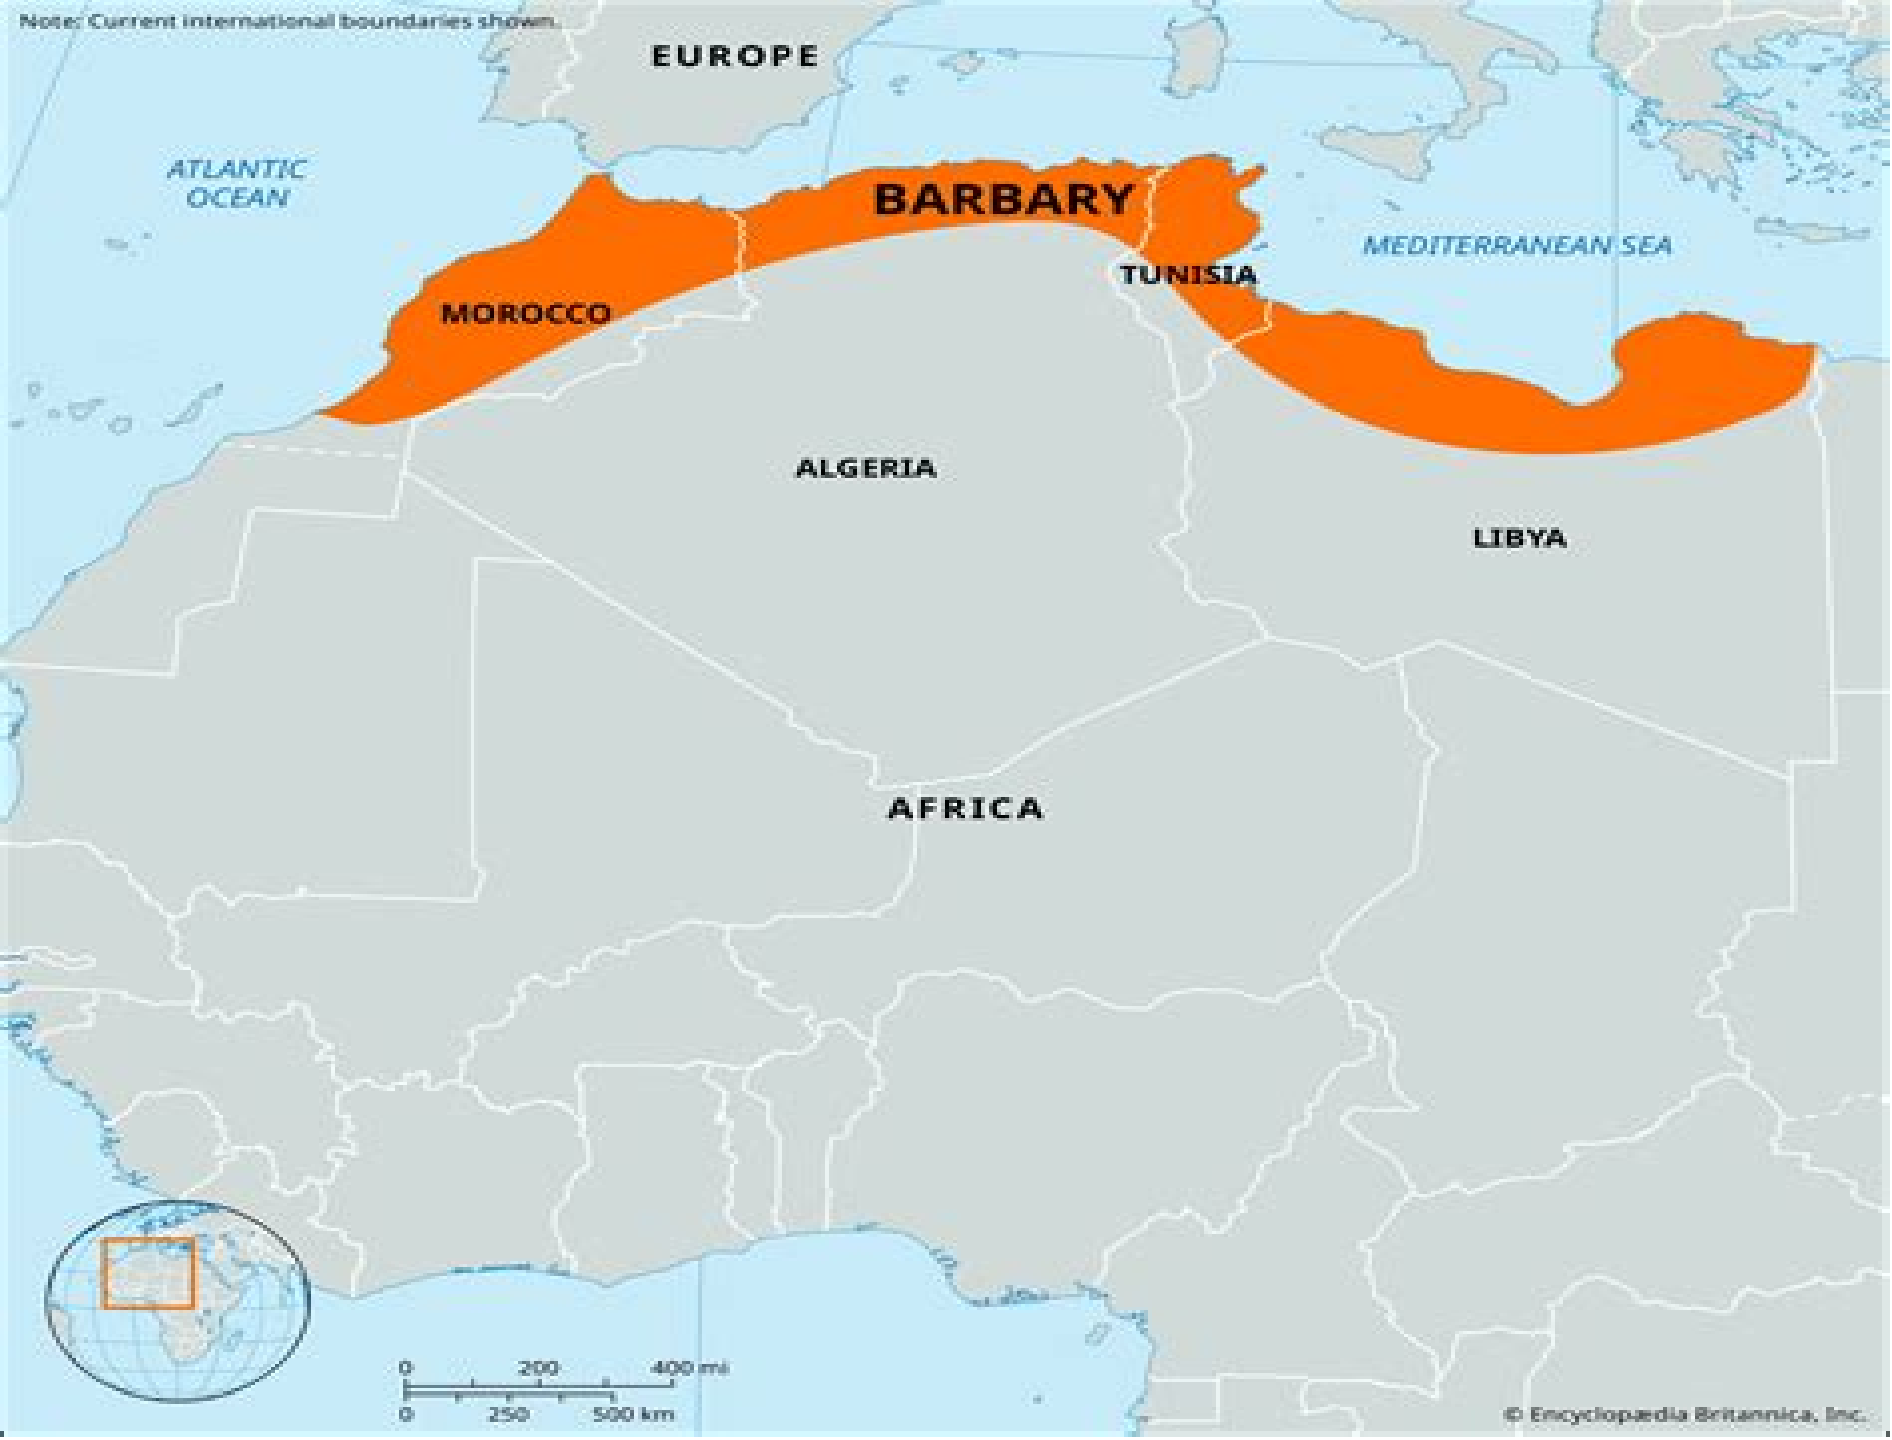 Note: Current international boundaries shown.
EUROPE
ATLANTIC
OCEAN
BARBARY
MEDITERRANEAN SEA
TUNISIA
MOROCCO
ALGERIA
LIBYA
AFRICA
0 200 400 mi
0 250 500 km
© Encyclopædia Britannica, Inc.